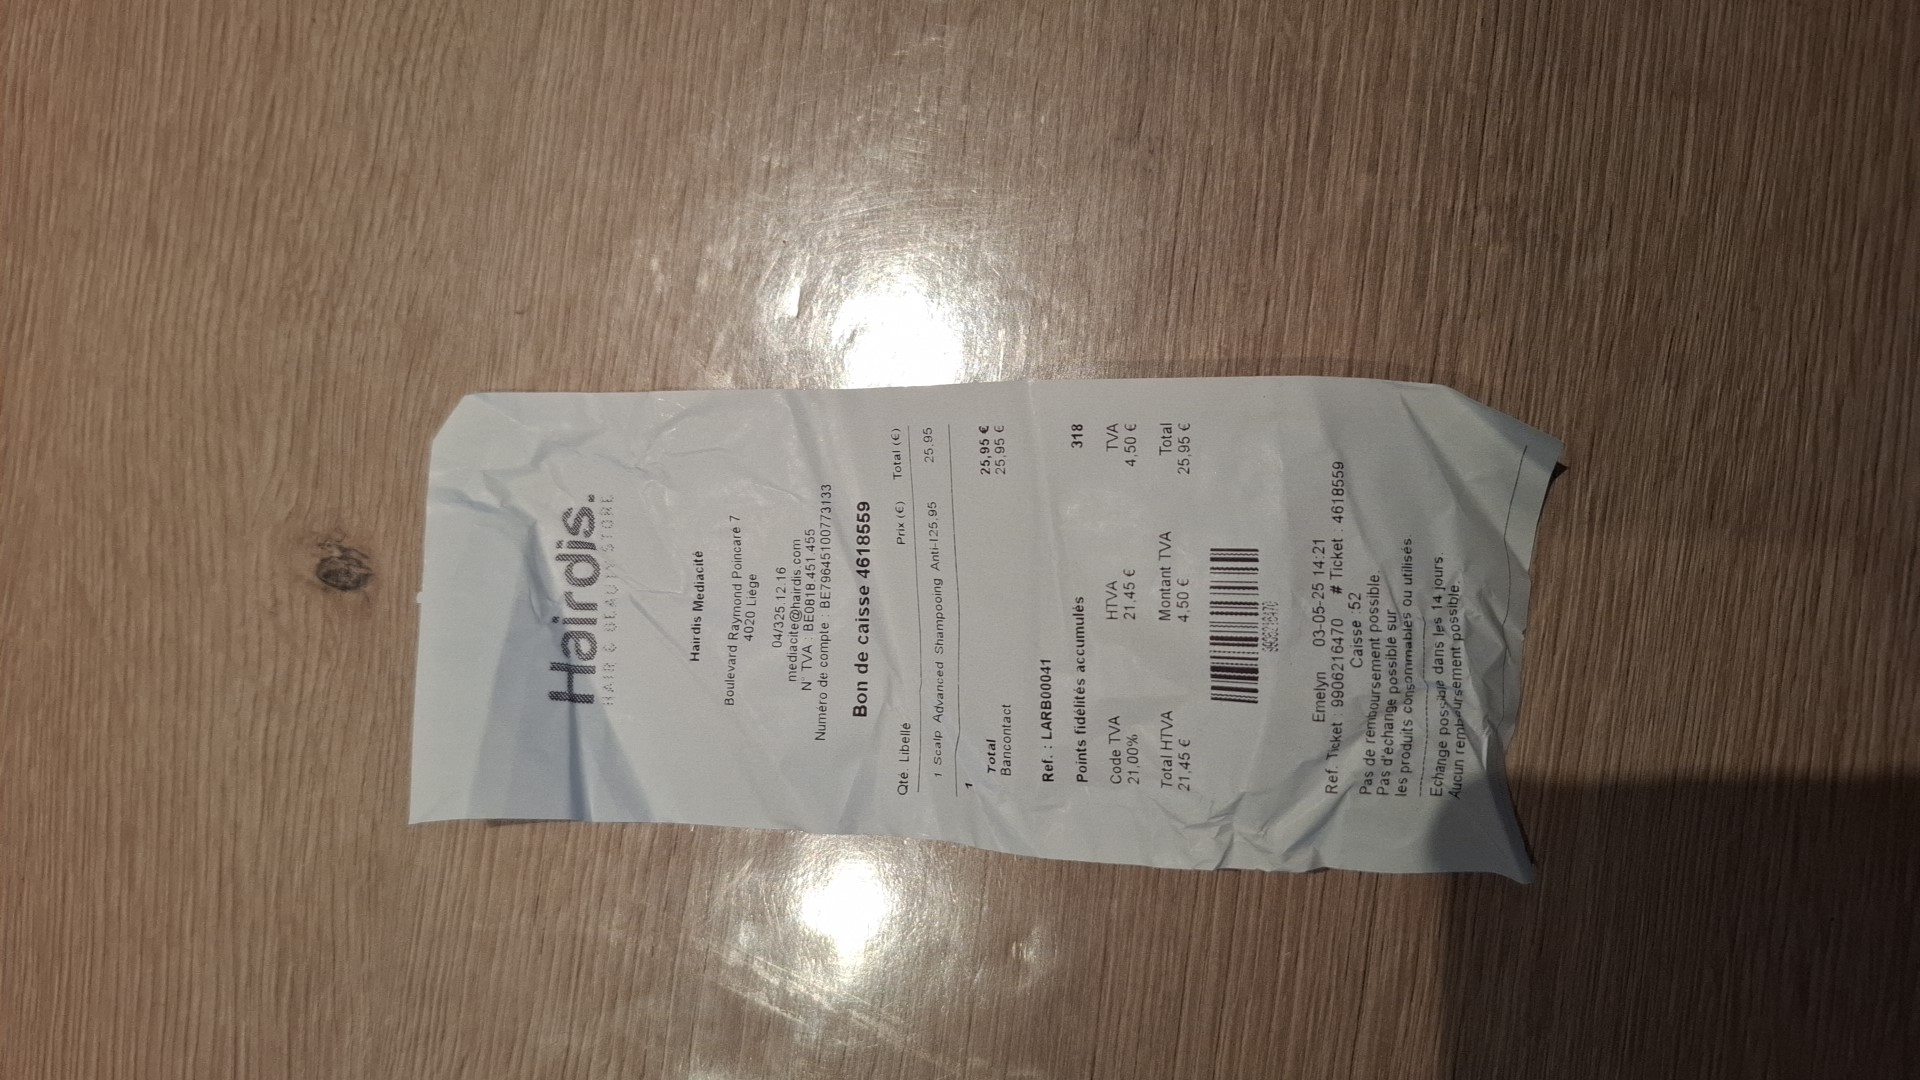 Hairdis.
HAIR & BEAUTY STORE
Hairdis Mediacité
Boulevard Raymond Poincaré 7
4020 Liege
04/325.12.16
mediacite@hairdis.com
N° TVA : BE0818.451.455
Numéro de compte : BE79645100773133
Bon de caisse 4618559
Qté. Libellé Prix (€) Total (€)
1 Scalp Advanced Shampooing Anti-I 25,95 25,95
1
Total 25,95 €
Bancontact 25,95 €
Ref. : LARB00041
Points fidélités accumulés 318
Code TVA HTVA TVA
21,00% 21,45 € 4,50 €
Total HTVA Montant TVA Total
21,45 € 4,50 € 25,95 €
9906216470
Emelyn 03-05-25 14:21
Ref. Ticket : 9906216470 # Ticket : 4618559
Caisse :52
Pas de remboursement possible.
Pas d'échange possible sur
les produits consommables ou utilisés.
Echange possible dans les 14 jours.
Aucun remboursement possible.